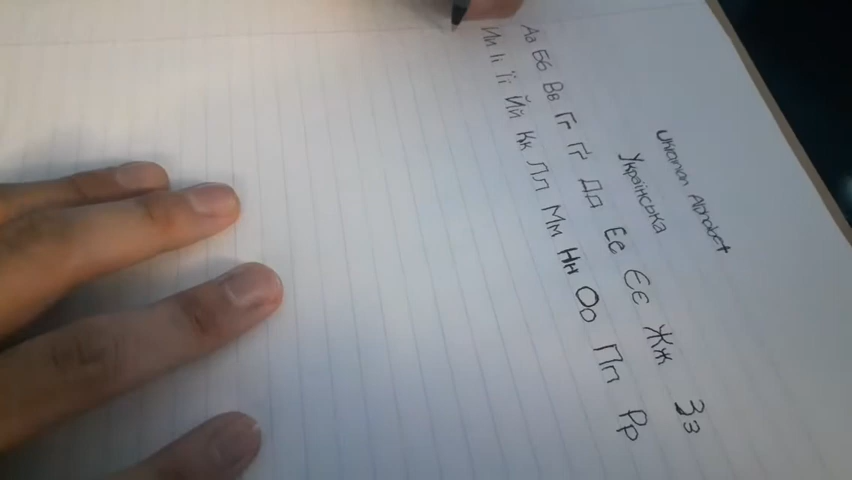 Ukrainian Alphabet
Українська
Аа Бб Вв Гг Ґґ Дд Ее Єє Жж Зз
Ии Іі Її Йй Кк Лл Мм Нн Оо Пп Рр